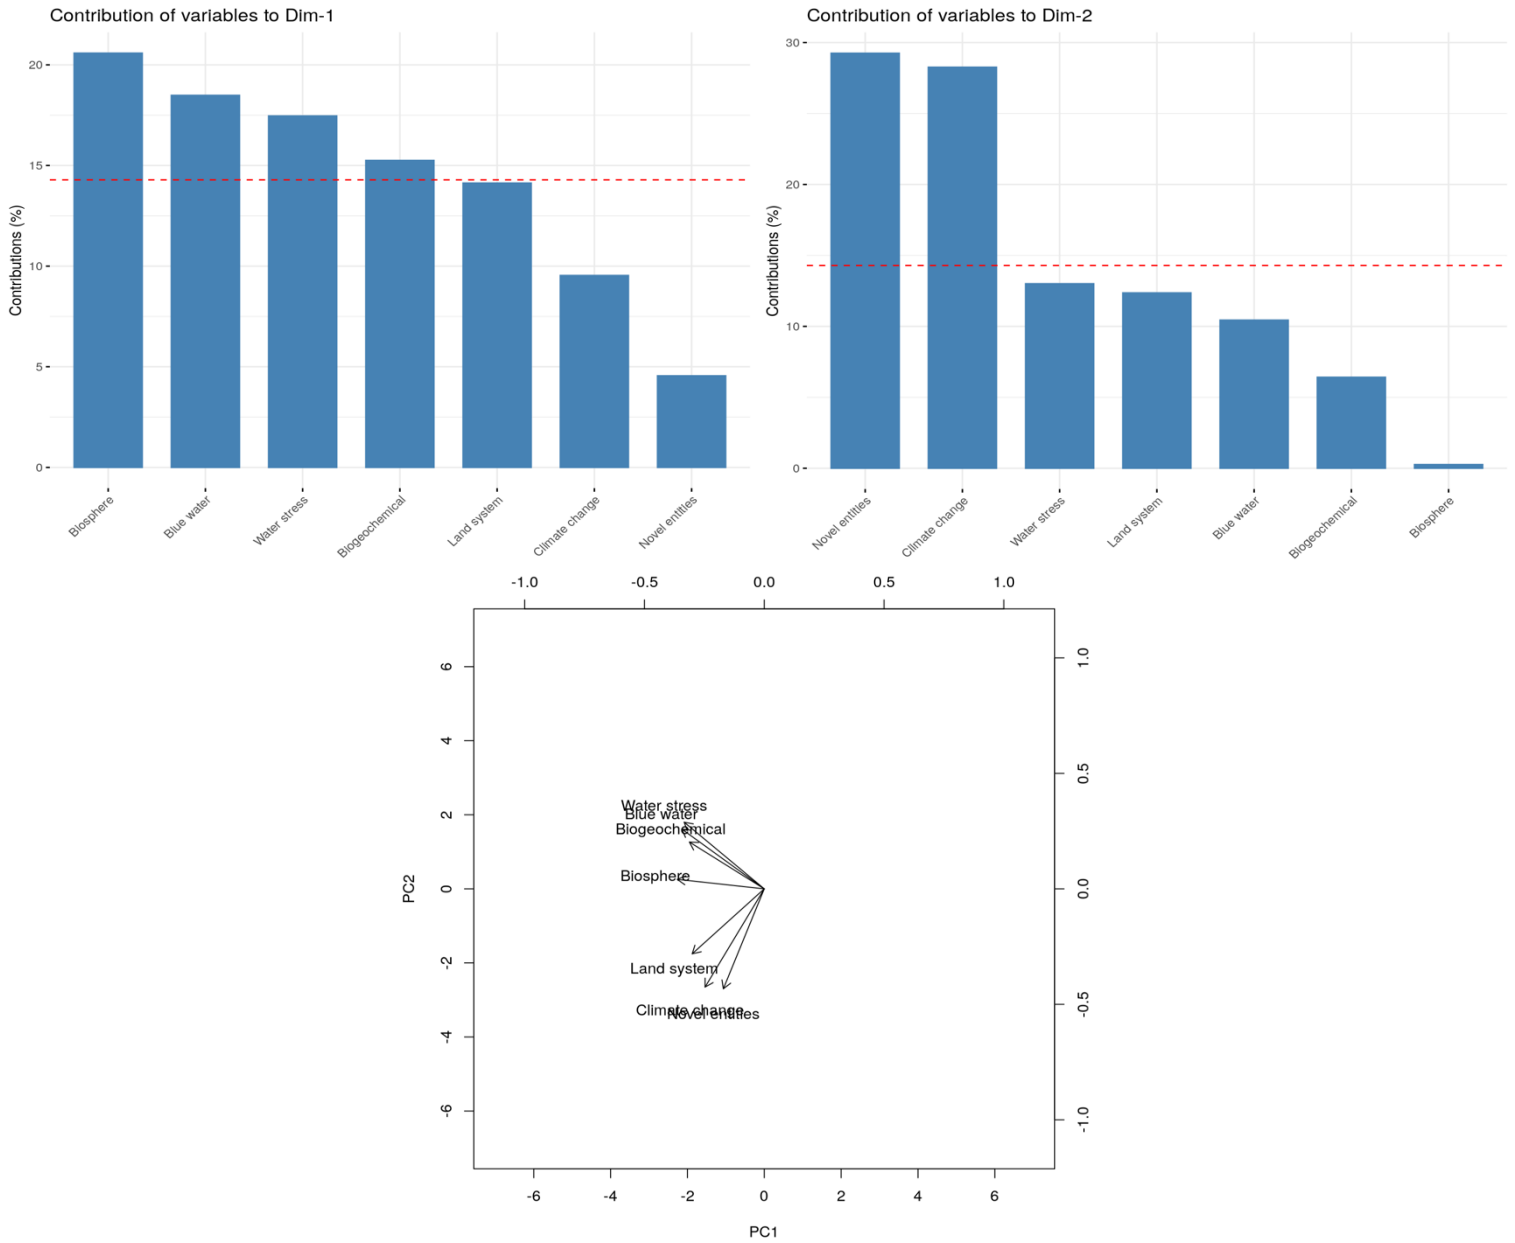 Contribution of variables to Dim-1
Contributions (%)
20
15
10
5
0
Biosphere
Blue water
Water stress
Biogeochemical
Land system
Climate change
Novel entities
Contribution of variables to Dim-2
Contributions (%)
30
20
10
0
Novel entities
Climate change
Water stress
Land system
Blue water
Biogeochemical
Biosphere
-1.0 -0.5 0.0 0.5 1.0
PC2
6
4
2
0
-2
-4
-6
Water stress
Blue water
Biogeochemical
Biosphere
Land system
Climate change
Novel entities
1.0
0.5
0.0
-0.5
-1.0
-6 -4 -2 0 2 4 6
PC1